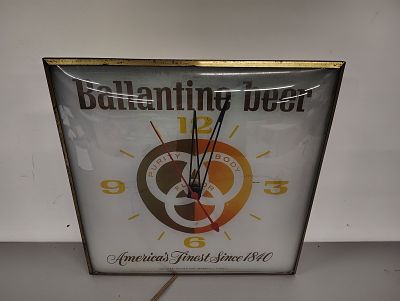 Ballantine beer
12
PURITY BODY
FLAVOR
9 3
6
America's Finest Since 1840